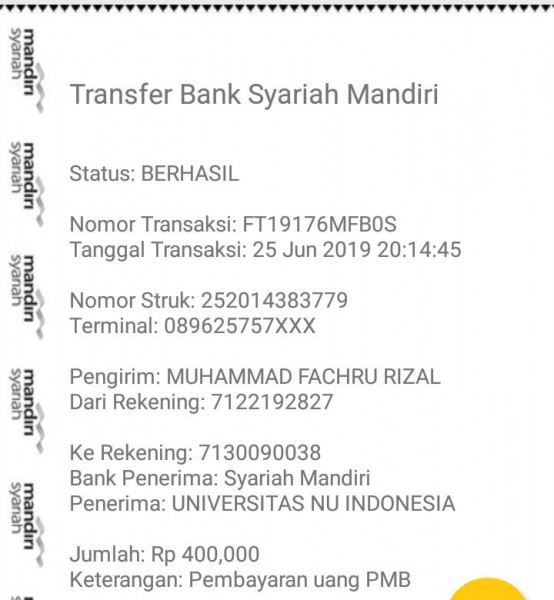 Transfer Bank Syariah Mandiri
Status: BERHASIL
Nomor Transaksi: FT19176MFB0S
Tanggal Transaksi: 25 Jun 2019 20:14:45
Nomor Struk: 252014383779
Terminal: 089625757XXX
Pengirim: MUHAMMAD FACHRU RIZAL
Dari Rekening: 7122192827
Ke Rekening: 7130090038
Bank Penerima: Syariah Mandiri
Penerima: UNIVERSITAS NU INDONESIA
Jumlah: Rp 400,000
Keterangan: Pembayaran uang PMB
mandiri
syariah
mandiri
syariah
mandiri
syariah
mandiri
syariah
mandiri
syariah